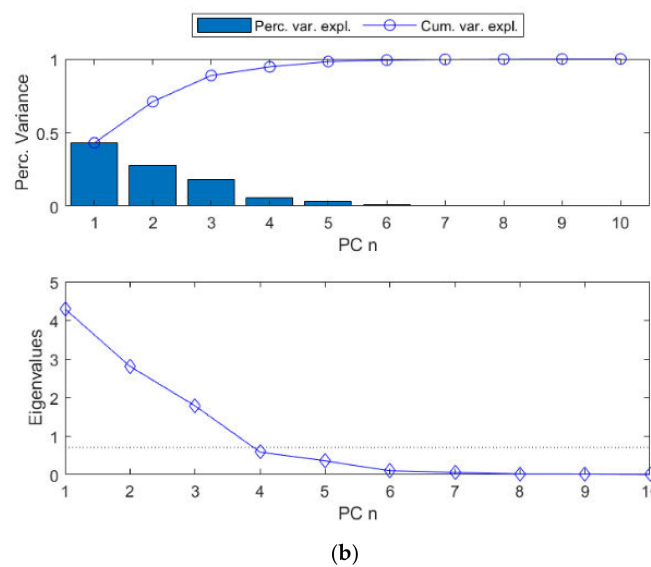 Perc. var. expl. Cum. var. expl.
1
0.5
0
Perc. Variance
1 2 3 4 5 6 7 8 9 10
PC n
5
4
3
2
1
0
Eigenvalues
1 2 3 4 5 6 7 8 9 10
PC n
(b)